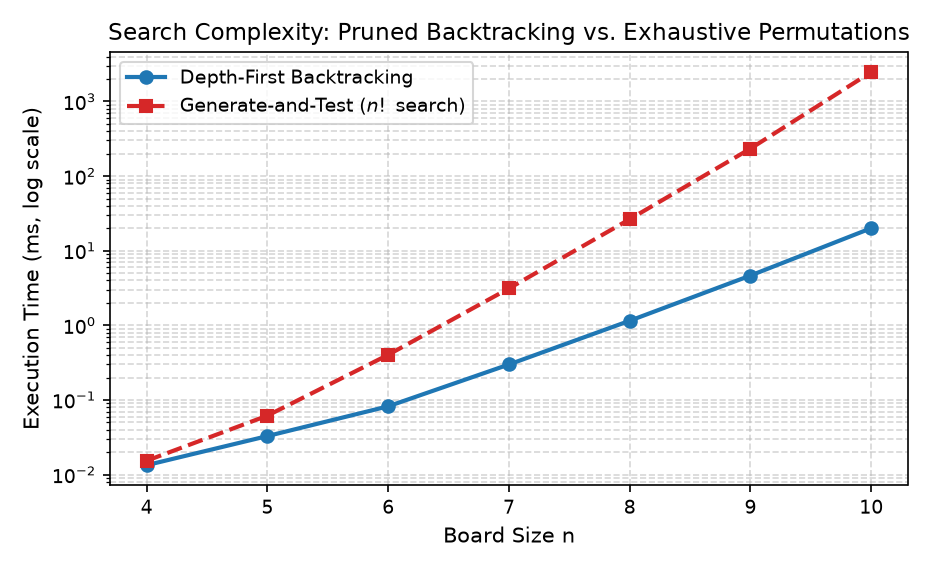 Search Complexity: Pruned Backtracking vs. Exhaustive Permutations
Depth-First Backtracking
Generate-and-Test (n! search)
Execution Time (ms, log scale)
10³
10²
10¹
10⁰
10⁻¹
10⁻²
4 5 6 7 8 9 10
Board Size n